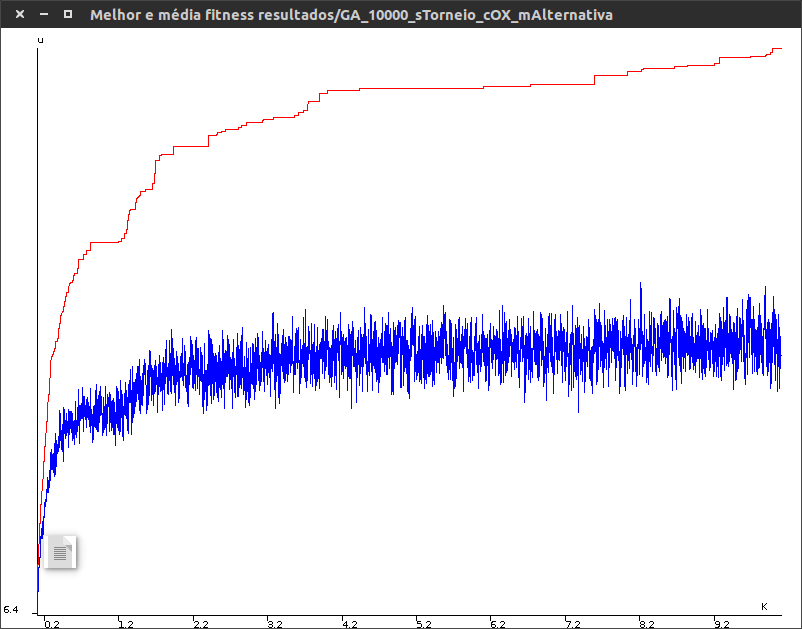 Melhor e média fitness resultados/GA_10000_sTorneio_cOX_mAlternativa
u
6.4
K
0.2 1.2 2.2 3.2 4.2 5.2 6.2 7.2 8.2 9.2